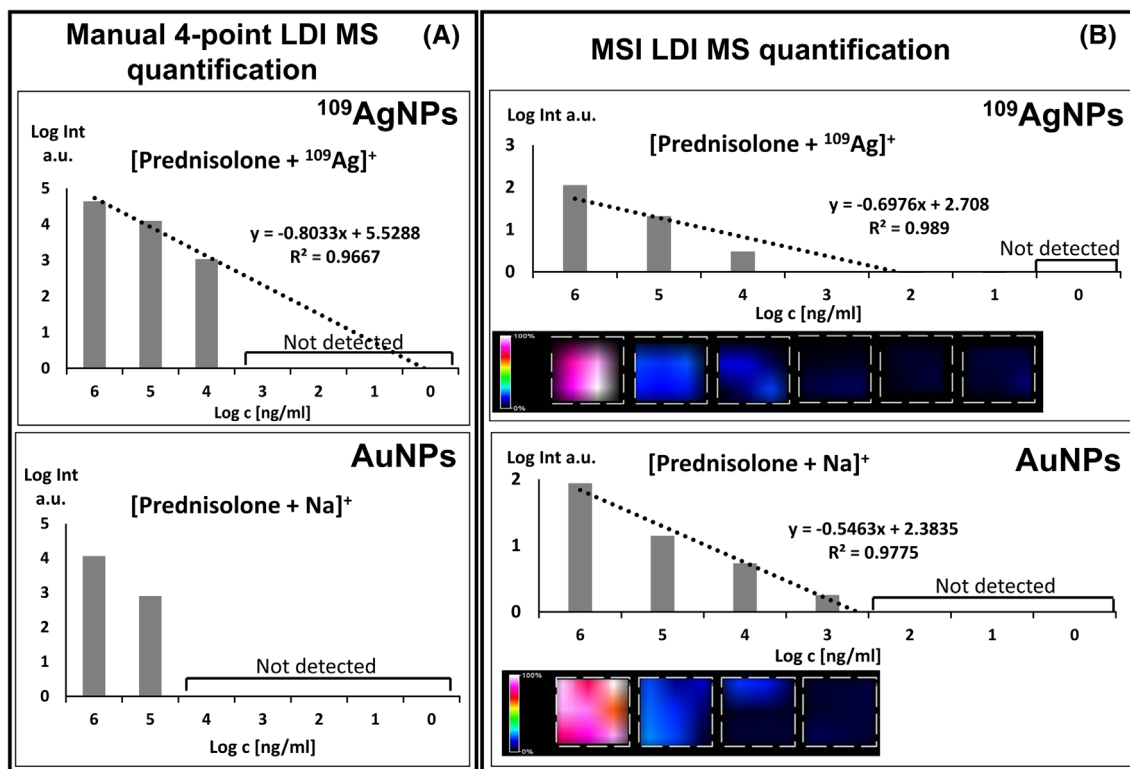 Manual 4-point LDI MS (A)
quantification
109AgNPs
Log Int
a.u.
[Prednisolone + 109Ag]+
5
4
3
2
1
0
y = -0.8033x + 5.5288
R² = 0.9667
Not detected
6 5 4 3 2 1 0
Log c [ng/ml]
AuNPs
Log Int
a.u.
[Prednisolone + Na]+
5
4
3
2
1
0
Not detected
6 5 4 3 2 1 0
Log c [ng/ml]
MSI LDI MS quantification (B)
109AgNPs
Log Int a.u.
[Prednisolone + 109Ag]+
3
2
1
0
y = -0.6976x + 2.708
R² = 0.989
Not detected
6 5 4 3 2 1 0
Log c [ng/ml]
100%
0%
AuNPs
Log Int a.u.
[Prednisolone + Na]+
2
1
0
y = -0.5463x + 2.3835
R² = 0.9775
Not detected
6 5 4 3 2 1 0
Log c [ng/ml]
100%
0%